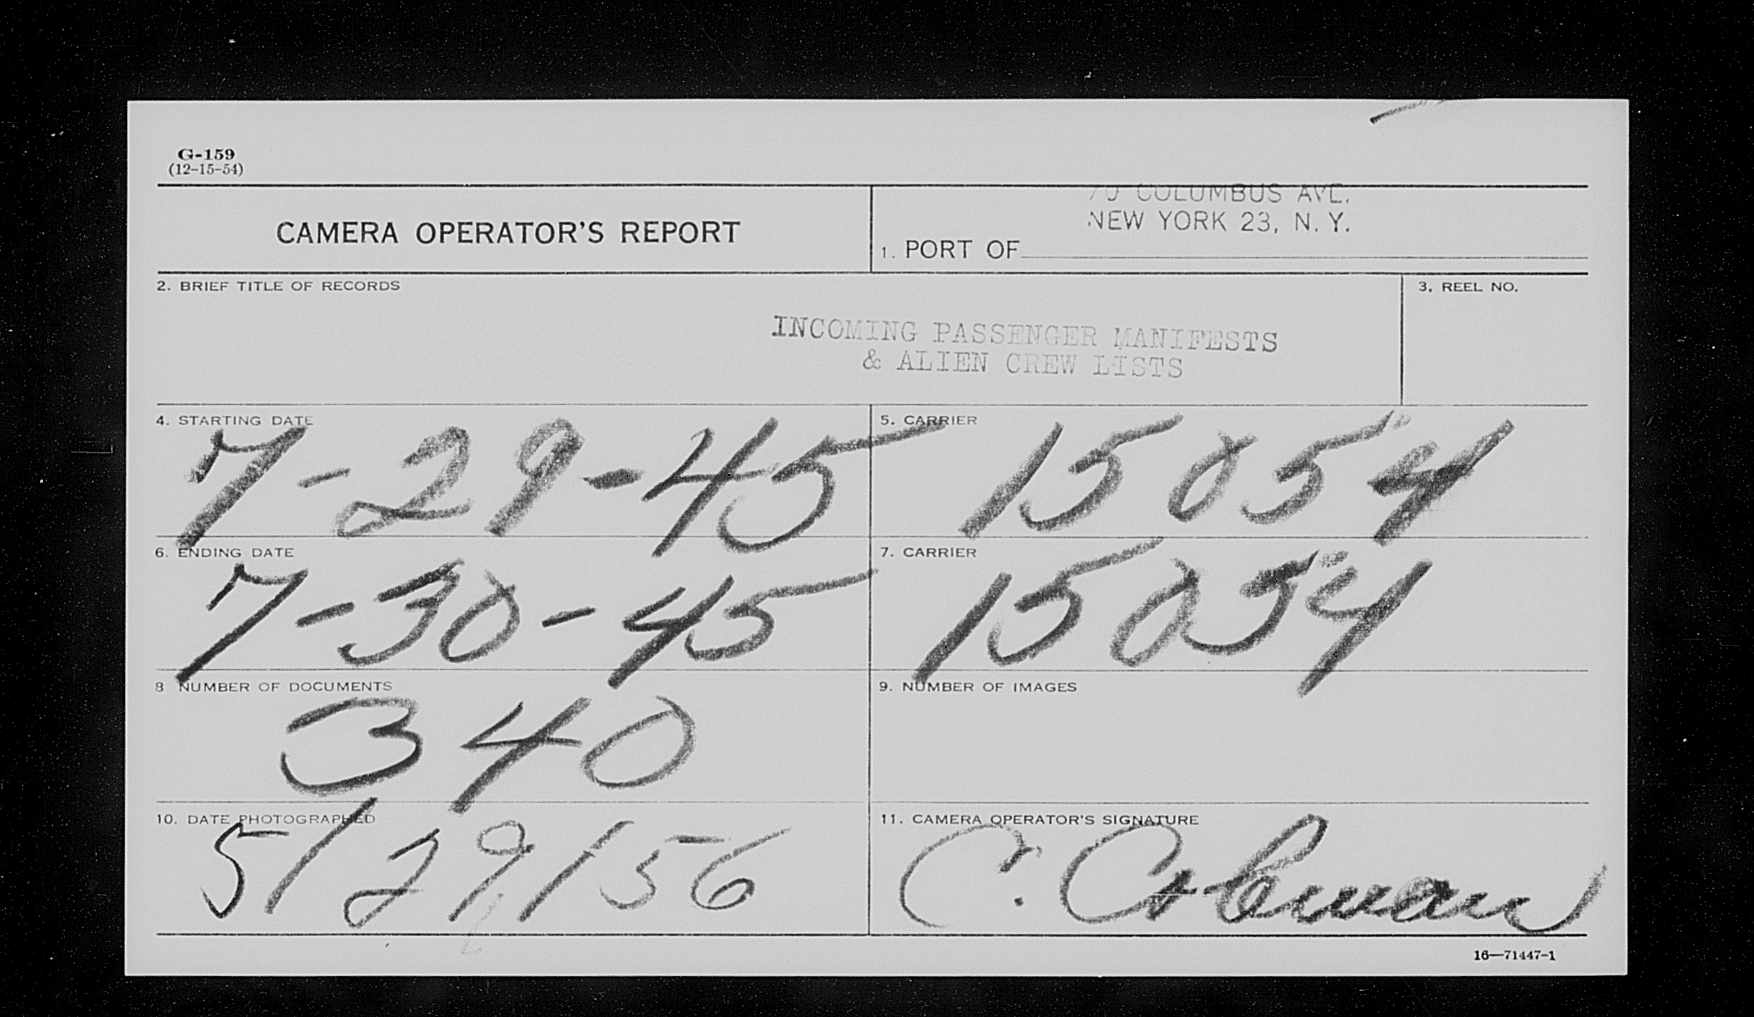 G-159
(12-15-54)
CAMERA OPERATOR'S REPORT
70 COLUMBUS AVE.
NEW YORK 23, N. Y.
1. PORT OF
2. BRIEF TITLE OF RECORDS
3. REEL NO.
INCOMING PASSENGER MANIFESTS
& ALIEN CREW LISTS
4. STARTING DATE
7-29-45
5. CARRIER
15054
6. ENDING DATE
7-30-45
7. CARRIER
15054
8 NUMBER OF DOCUMENTS
340
9. NUMBER OF IMAGES
10. DATE PHOTOGRAPHED
5/29/56
11. CAMERA OPERATOR'S SIGNATURE
C. Coleman
16—71447-1